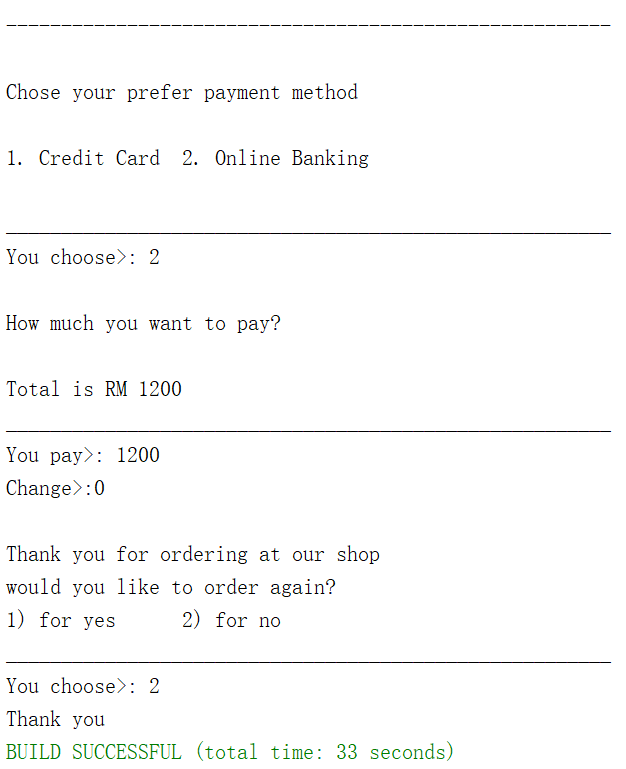 -------------------------------------------------------
Chose your prefer payment method
1. Credit Card  2. Online Banking
_______________________________________________________
You choose>: 2
How much you want to pay?
Total is RM 1200
_______________________________________________________
You pay>: 1200
Change>:0
Thank you for ordering at our shop
would you like to order again?
1) for yes      2) for no
_______________________________________________________
You choose>: 2
Thank you
BUILD SUCCESSFUL (total time: 33 seconds)